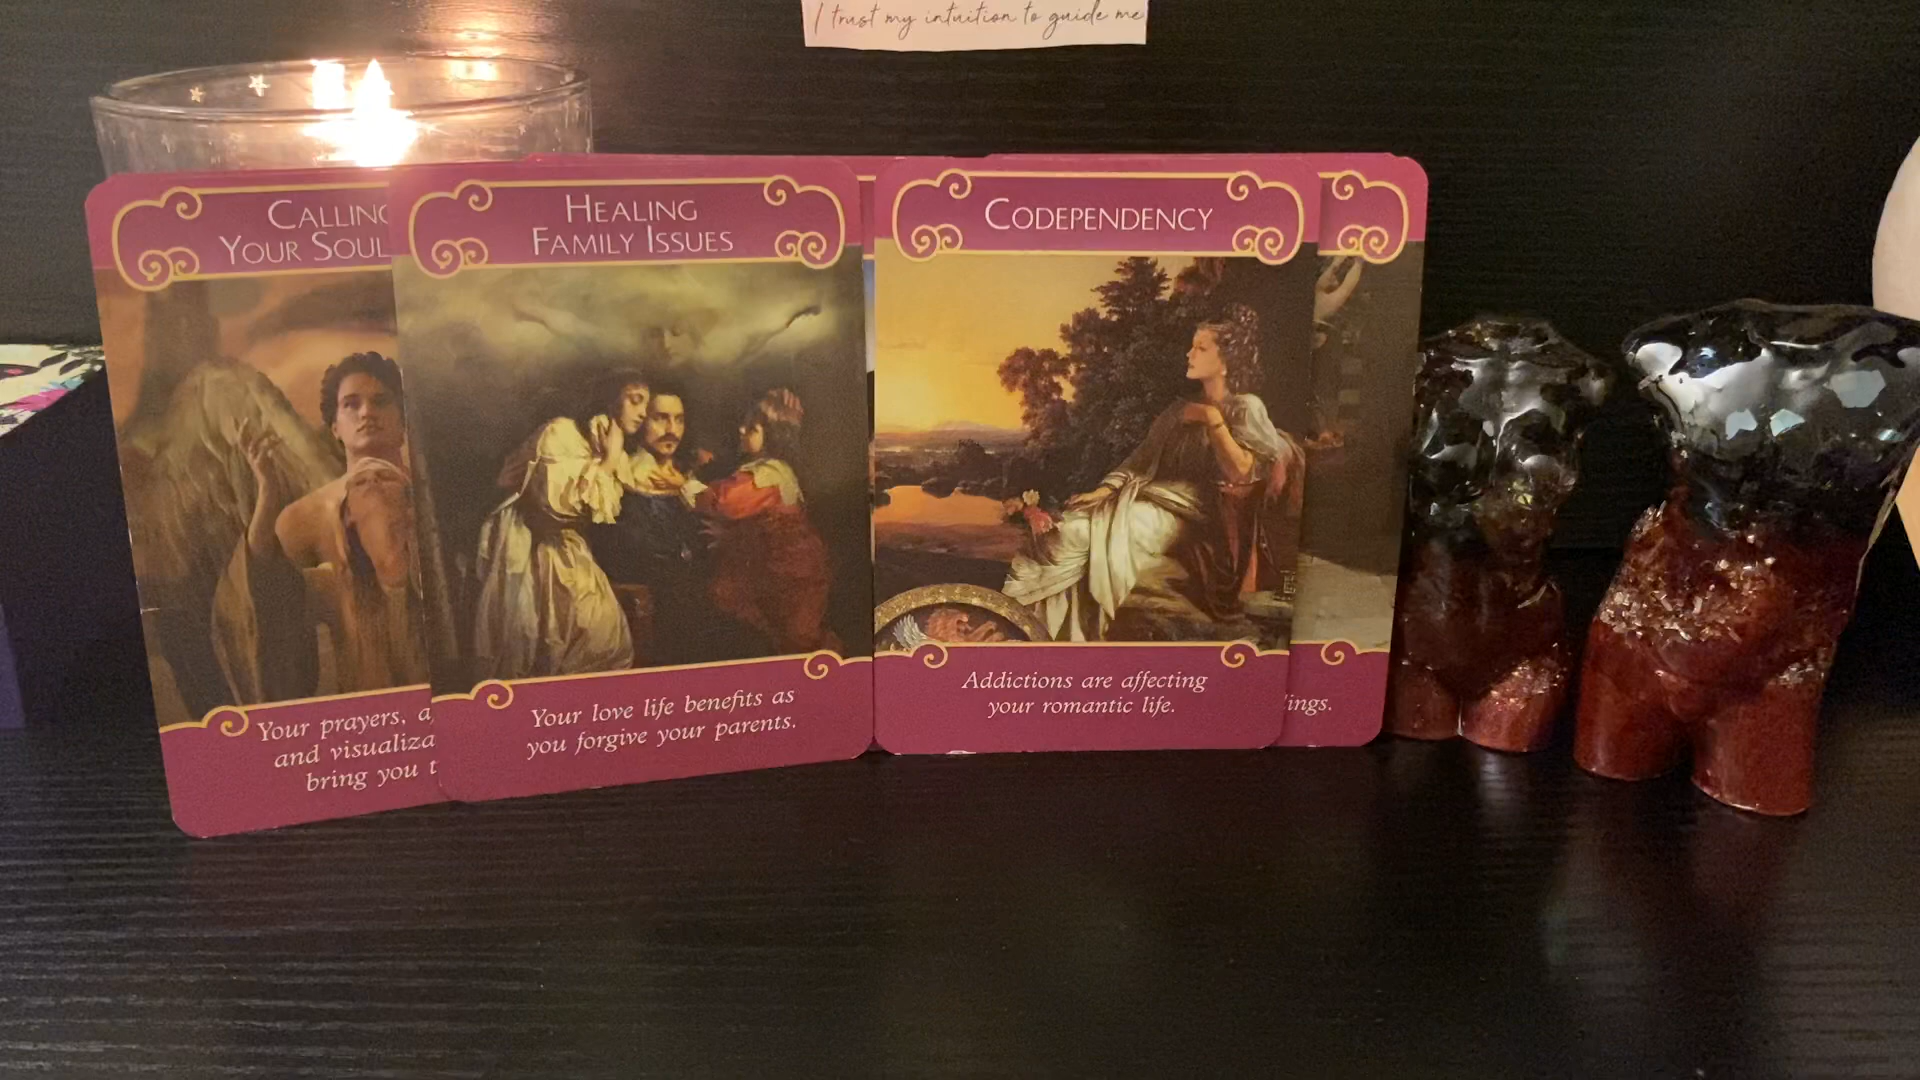 I trust my intuition to guide me
CALLING
YOUR SOUL
Your prayers, a
and visualiza
bring you t
HEALING
FAMILY ISSUES
Your love life benefits as
you forgive your parents.
CODEPENDENCY
Addictions are affecting
your romantic life.
ings.